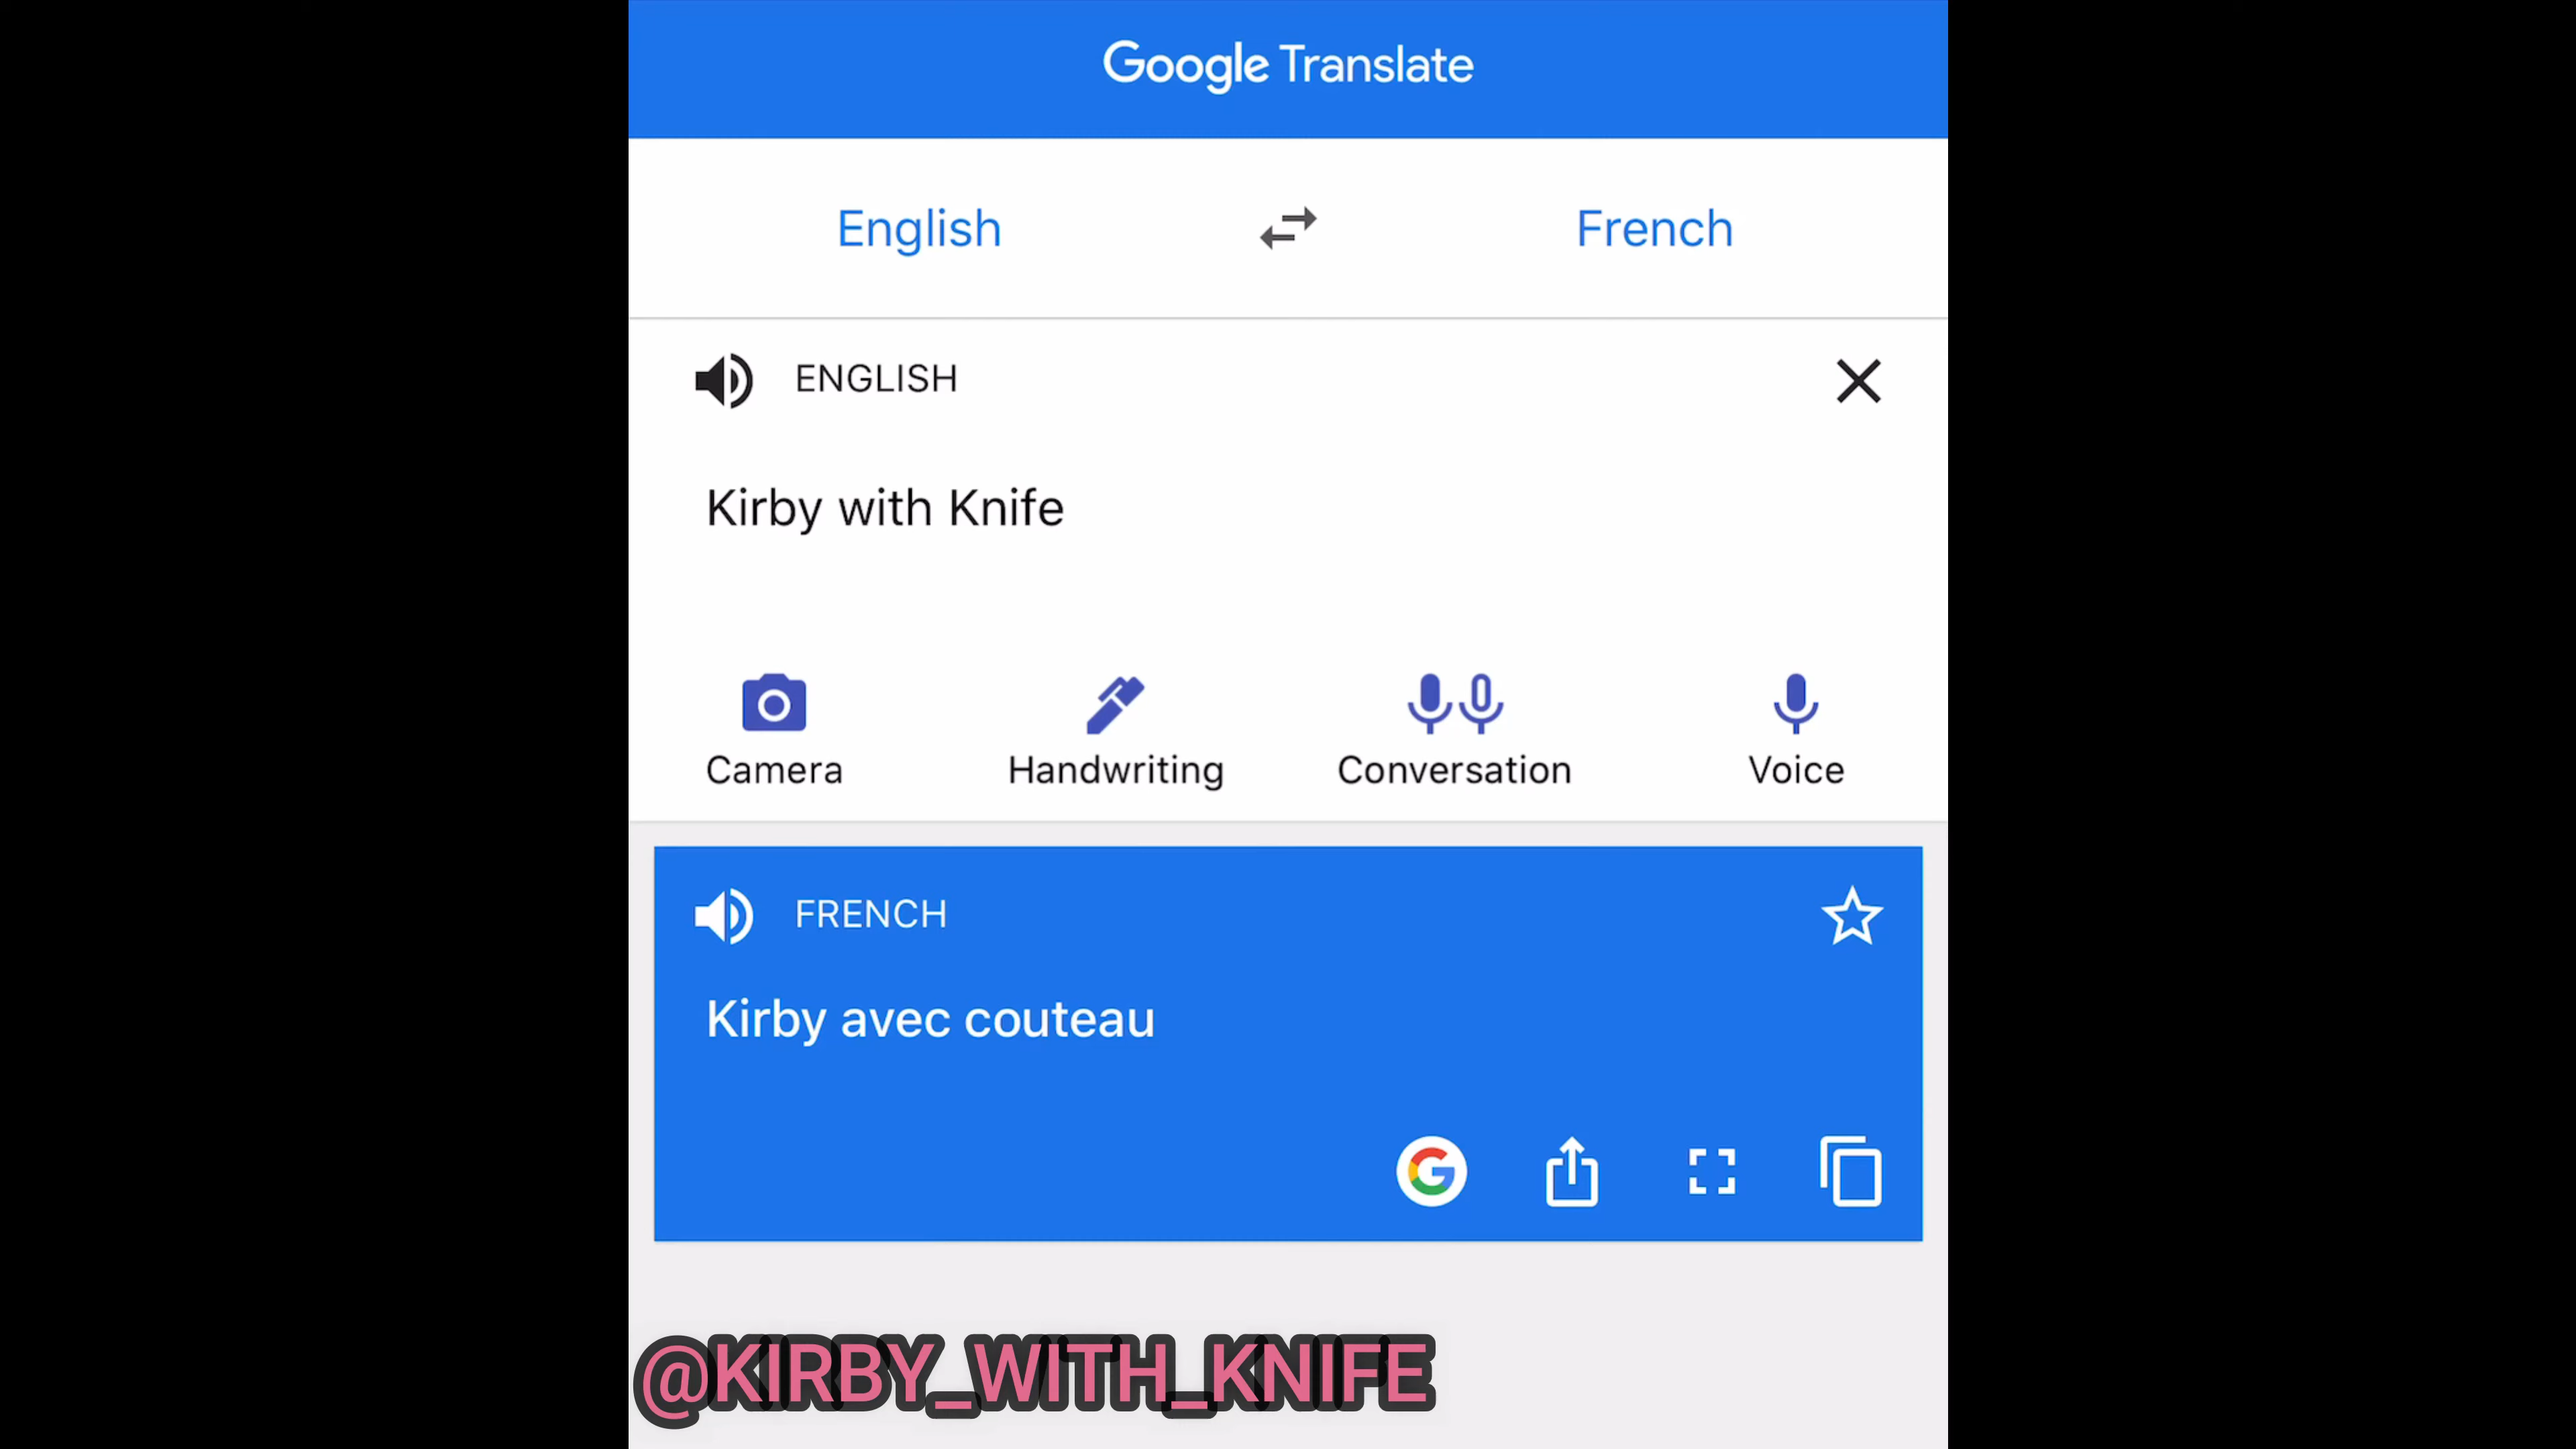 Google Translate
English French
ENGLISH
Kirby with Knife
Camera Handwriting Conversation Voice
FRENCH
Kirby avec couteau
@KIRBY_WITH_KNIFE